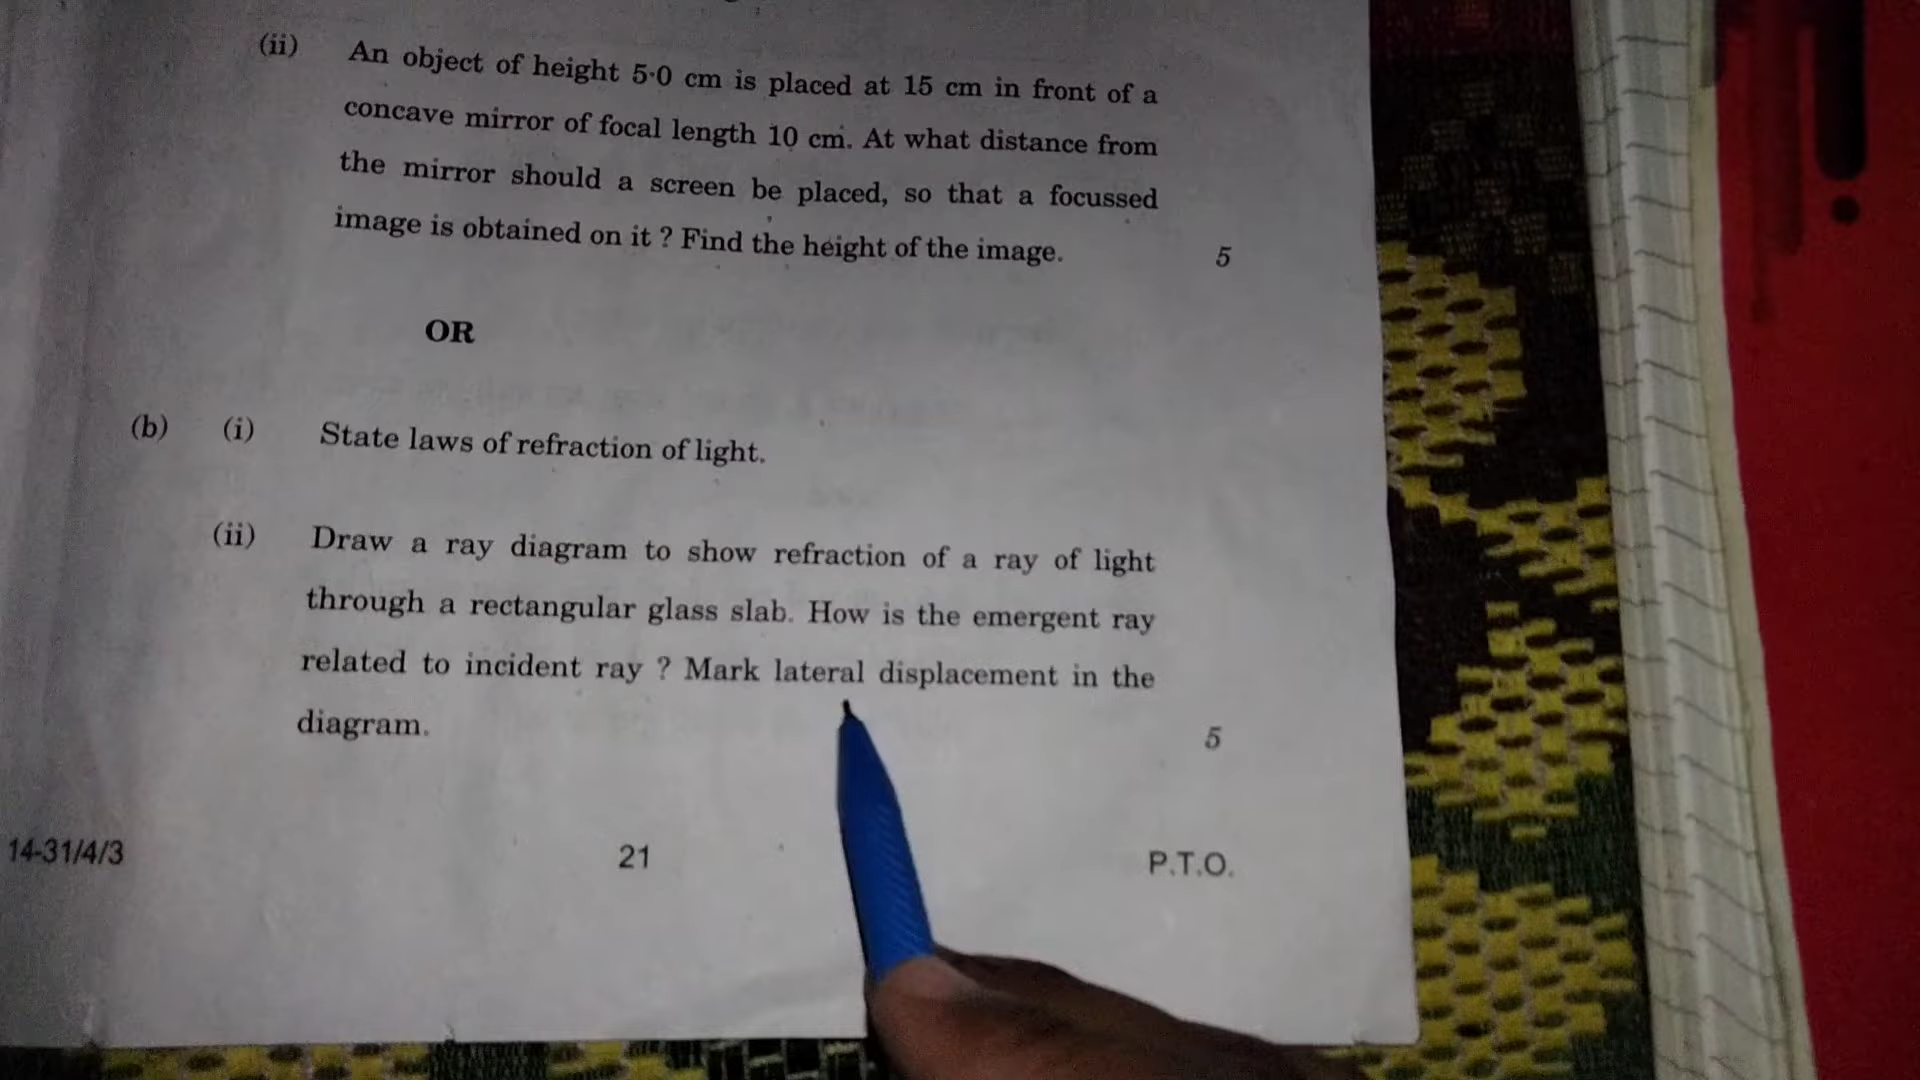 (ii) An object of height 5·0 cm is placed at 15 cm in front of a
concave mirror of focal length 10 cm. At what distance from
the mirror should a screen be placed, so that a focussed
image is obtained on it ? Find the height of the image. 5
OR
(b) (i) State laws of refraction of light.
(ii) Draw a ray diagram to show refraction of a ray of light
through a rectangular glass slab. How is the emergent ray
related to incident ray ? Mark lateral displacement in the
diagram. 5
14-31/4/3 21 P.T.O.